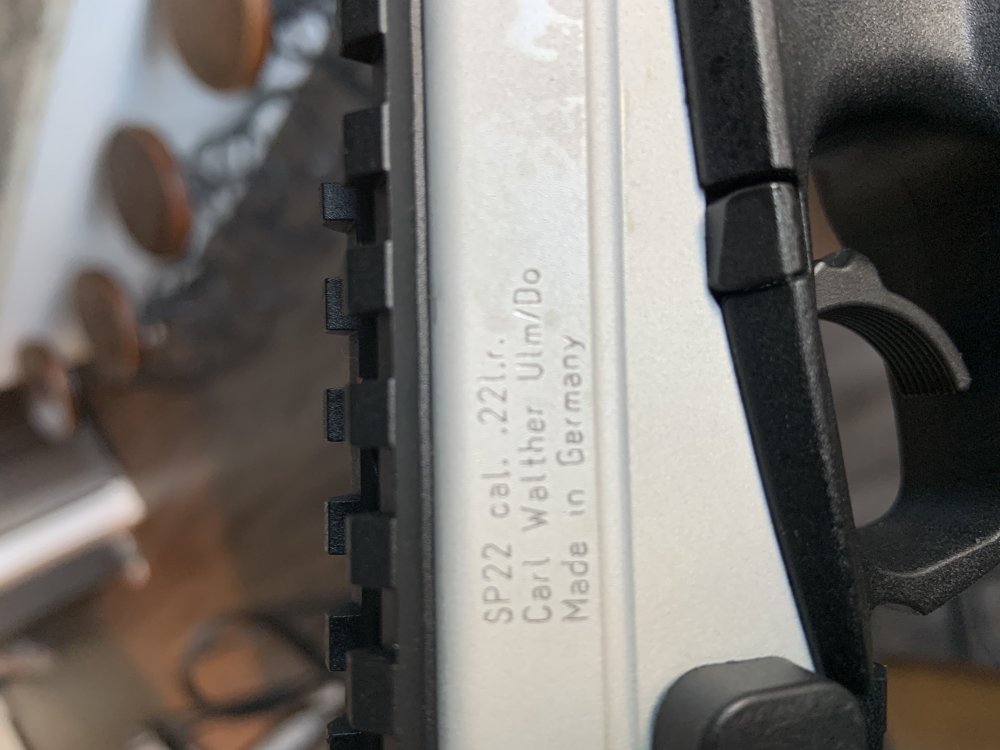 SP22 cal. .22l.r.
Carl Walther Ulm/Do
Made in Germany